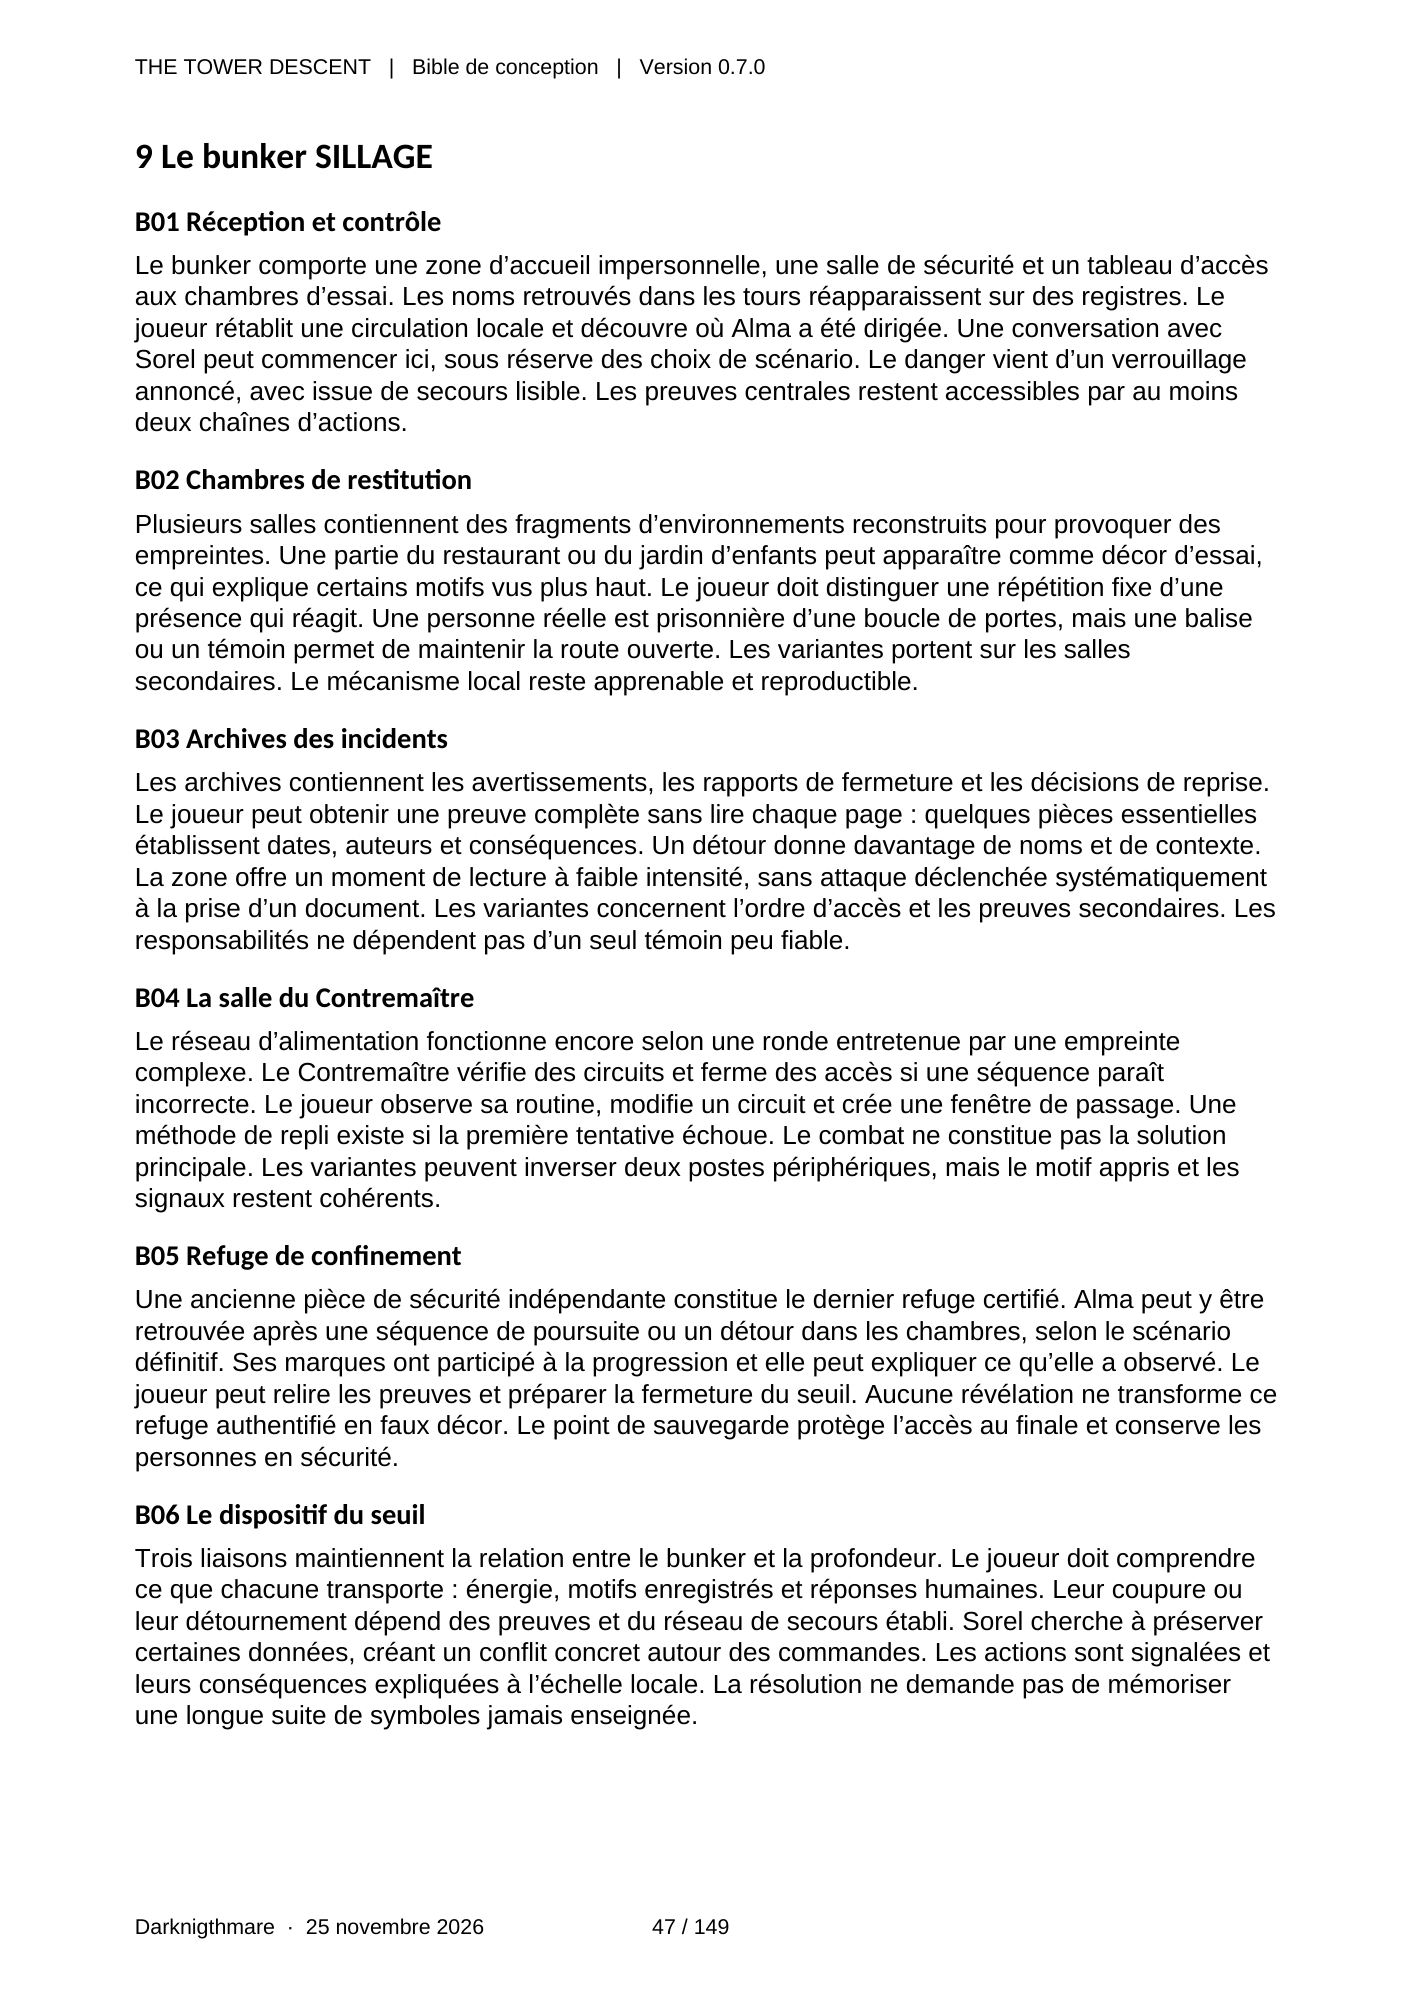 THE TOWER DESCENT | Bible de conception | Version 0.7.0
9 Le bunker SILLAGE
B01 Réception et contrôle
Le bunker comporte une zone d’accueil impersonnelle, une salle de sécurité et un tableau d’accès
aux chambres d’essai. Les noms retrouvés dans les tours réapparaissent sur des registres. Le
joueur rétablit une circulation locale et découvre où Alma a été dirigée. Une conversation avec
Sorel peut commencer ici, sous réserve des choix de scénario. Le danger vient d’un verrouillage
annoncé, avec issue de secours lisible. Les preuves centrales restent accessibles par au moins
deux chaînes d’actions.
B02 Chambres de restitution
Plusieurs salles contiennent des fragments d’environnements reconstruits pour provoquer des
empreintes. Une partie du restaurant ou du jardin d’enfants peut apparaître comme décor d’essai,
ce qui explique certains motifs vus plus haut. Le joueur doit distinguer une répétition fixe d’une
présence qui réagit. Une personne réelle est prisonnière d’une boucle de portes, mais une balise
ou un témoin permet de maintenir la route ouverte. Les variantes portent sur les salles
secondaires. Le mécanisme local reste apprenable et reproductible.
B03 Archives des incidents
Les archives contiennent les avertissements, les rapports de fermeture et les décisions de reprise.
Le joueur peut obtenir une preuve complète sans lire chaque page : quelques pièces essentielles
établissent dates, auteurs et conséquences. Un détour donne davantage de noms et de contexte.
La zone offre un moment de lecture à faible intensité, sans attaque déclenchée systématiquement
à la prise d’un document. Les variantes concernent l’ordre d’accès et les preuves secondaires. Les
responsabilités ne dépendent pas d’un seul témoin peu fiable.
B04 La salle du Contremaître
Le réseau d’alimentation fonctionne encore selon une ronde entretenue par une empreinte
complexe. Le Contremaître vérifie des circuits et ferme des accès si une séquence paraît
incorrecte. Le joueur observe sa routine, modifie un circuit et crée une fenêtre de passage. Une
méthode de repli existe si la première tentative échoue. Le combat ne constitue pas la solution
principale. Les variantes peuvent inverser deux postes périphériques, mais le motif appris et les
signaux restent cohérents.
B05 Refuge de confinement
Une ancienne pièce de sécurité indépendante constitue le dernier refuge certifié. Alma peut y être
retrouvée après une séquence de poursuite ou un détour dans les chambres, selon le scénario
définitif. Ses marques ont participé à la progression et elle peut expliquer ce qu’elle a observé. Le
joueur peut relire les preuves et préparer la fermeture du seuil. Aucune révélation ne transforme ce
refuge authentifié en faux décor. Le point de sauvegarde protège l’accès au finale et conserve les
personnes en sécurité.
B06 Le dispositif du seuil
Trois liaisons maintiennent la relation entre le bunker et la profondeur. Le joueur doit comprendre
ce que chacune transporte : énergie, motifs enregistrés et réponses humaines. Leur coupure ou
leur détournement dépend des preuves et du réseau de secours établi. Sorel cherche à préserver
certaines données, créant un conflit concret autour des commandes. Les actions sont signalées et
leurs conséquences expliquées à l’échelle locale. La résolution ne demande pas de mémoriser
une longue suite de symboles jamais enseignée.
Darknigthmare · 25 novembre 2026 47 / 149